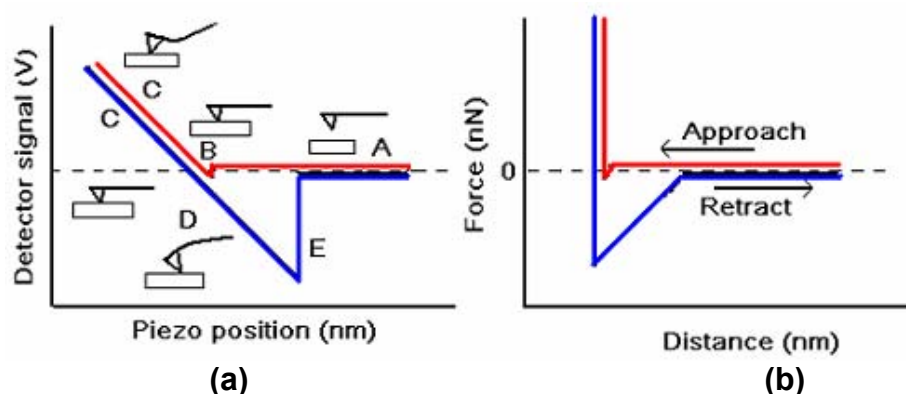 Detector signal (V)
C
C
B
A
D
E
Piezo position (nm)
(a)
Force (nN)
0
Approach
Retract
Distance (nm)
(b)